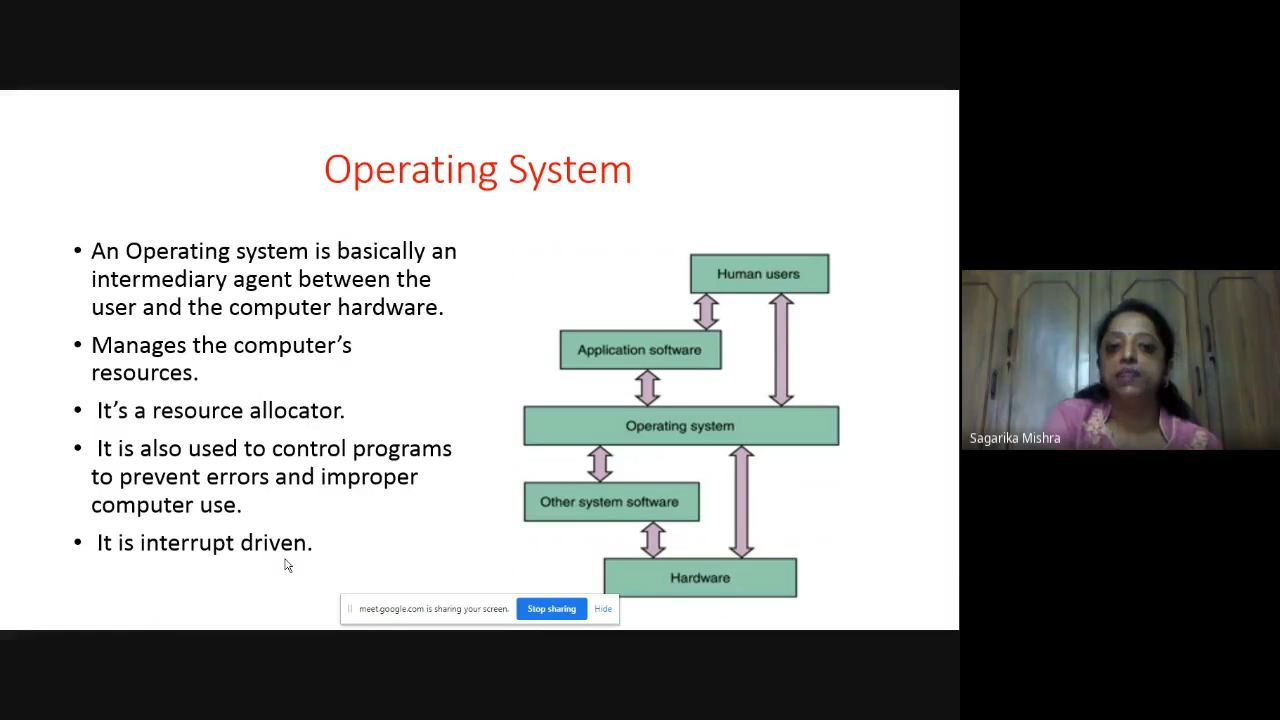 Operating System
• An Operating system is basically an
intermediary agent between the
user and the computer hardware.
• Manages the computer’s
resources.
• It’s a resource allocator.
• It is also used to control programs
to prevent errors and improper
computer use.
• It is interrupt driven.
Human users
Application software
Operating system
Other system software
Hardware
meet.google.com is sharing your screen.
Stop sharing
Hide
Sagarika Mishra